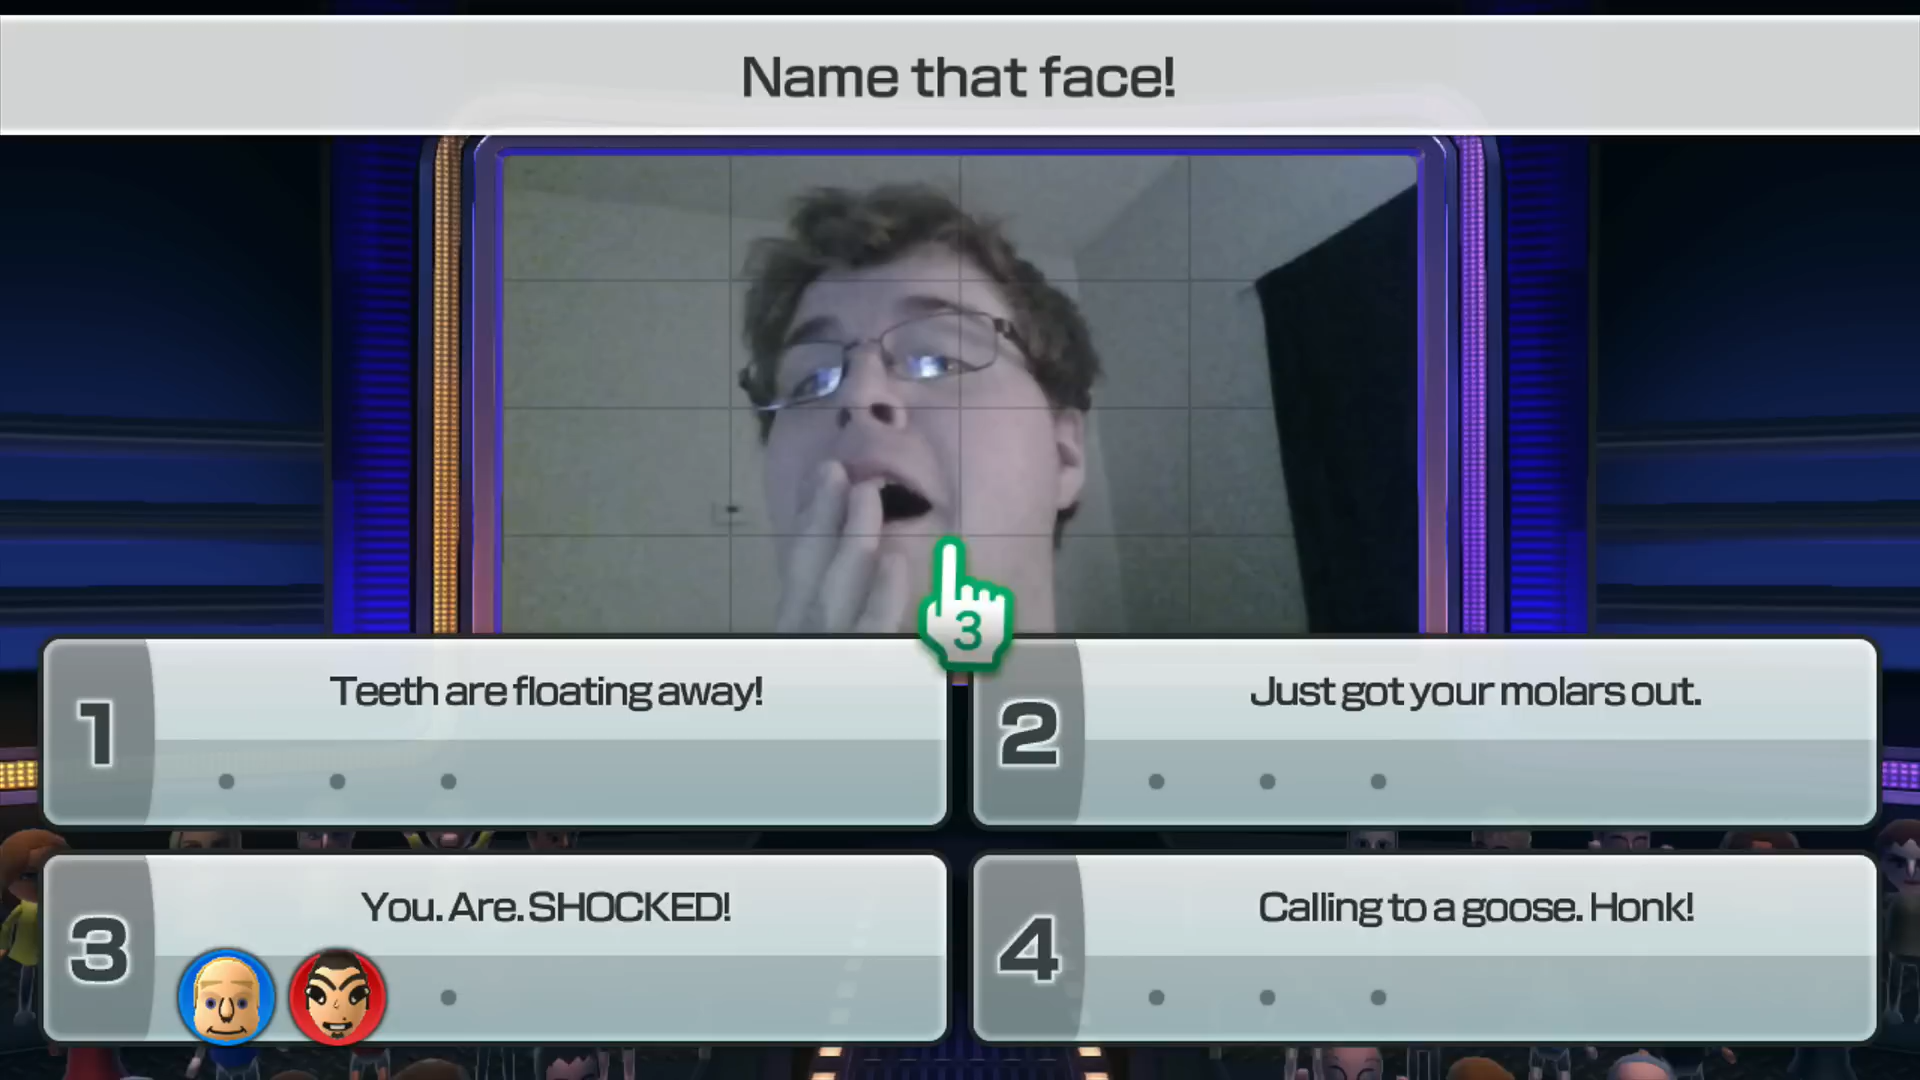 Name that face!
3
1
Teeth are floating away!
2
Just got your molars out.
3
You. Are. SHOCKED!
4
Calling to a goose. Honk!